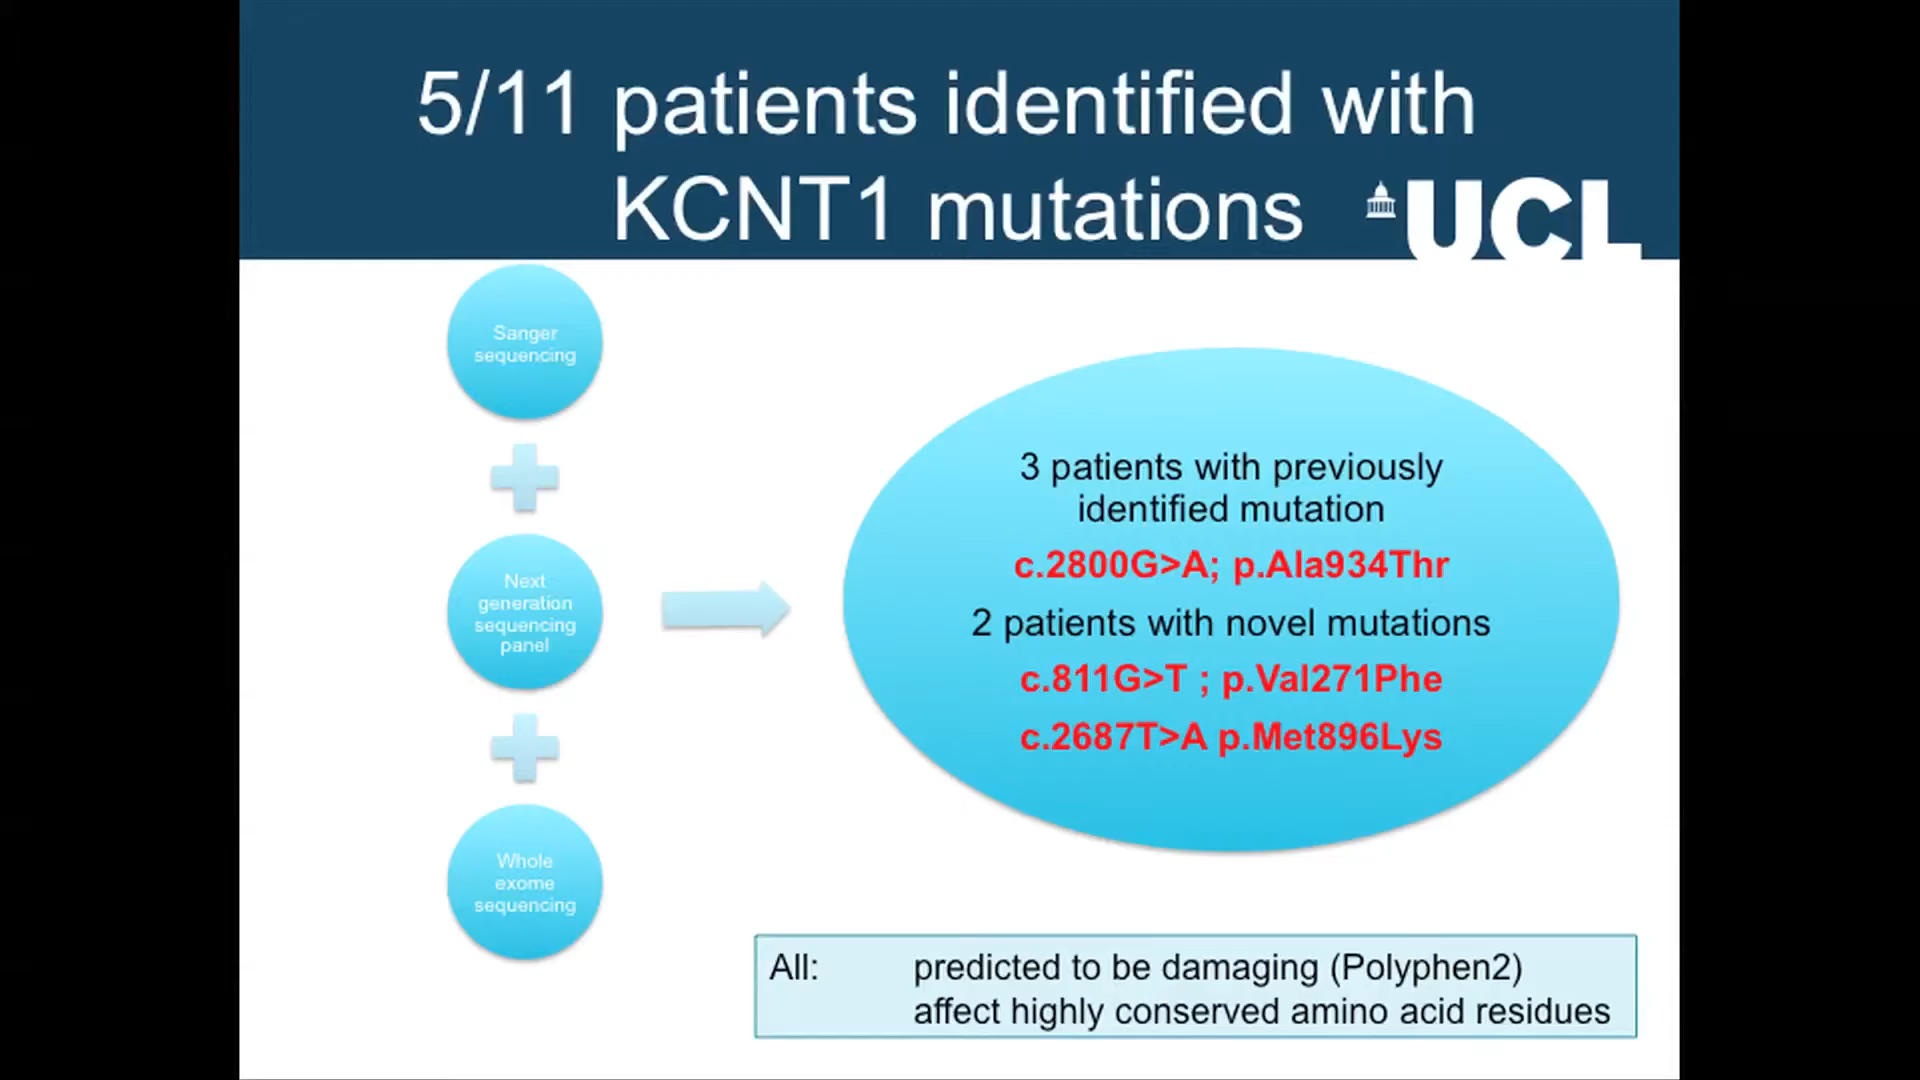 5/11 patients identified with
KCNT1 mutations
UCL
Sanger
sequencing
Next
generation
sequencing
panel
Whole
exome
sequencing
3 patients with previously
identified mutation
c.2800G>A; p.Ala934Thr
2 patients with novel mutations
c.811G>T ; p.Val271Phe
c.2687T>A p.Met896Lys
All: predicted to be damaging (Polyphen2)
affect highly conserved amino acid residues